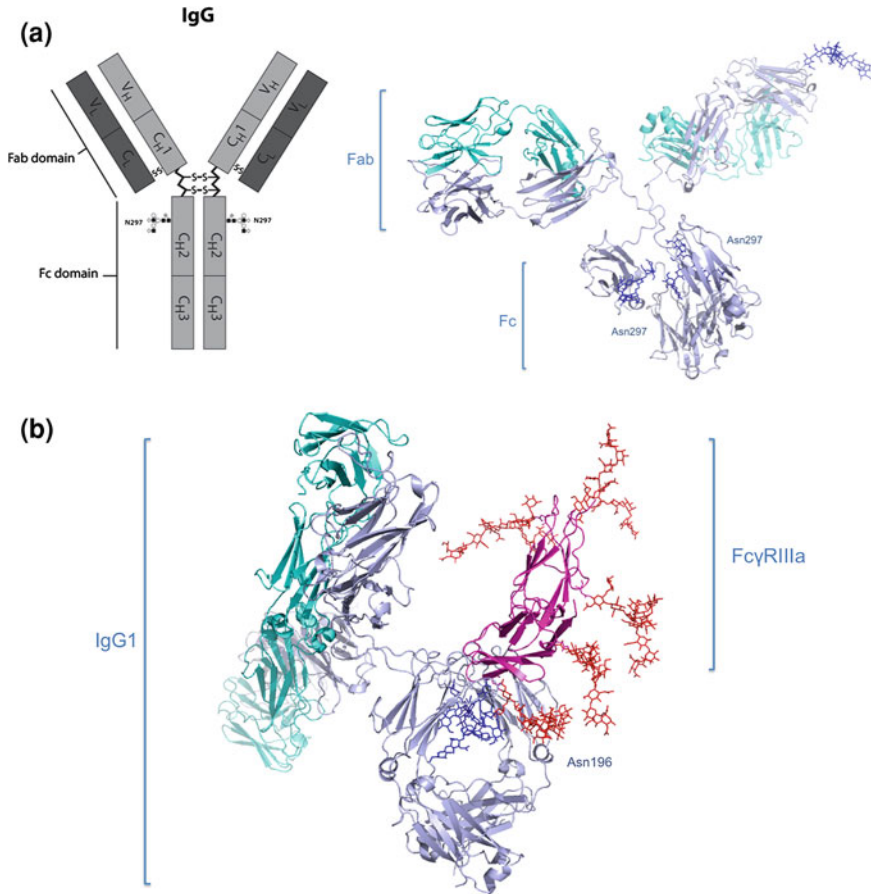 (a)
IgG
VL
VH
VH
VL
CL
CH1
CH1
CL
SS
SS
-S-S-
-S-S-
Fab domain
N297
N297
CH2
CH2
Fc domain
CH3
CH3
Fab
Asn297
Asn297
Fc
(b)
IgG1
FcγRIIIa
Asn196